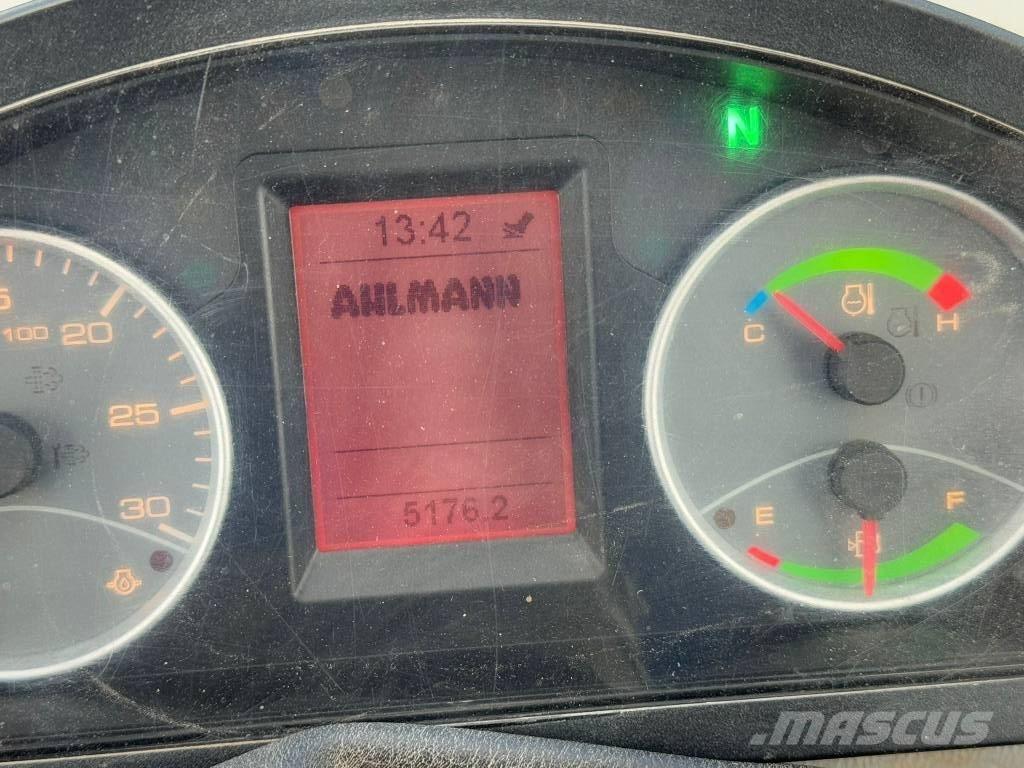 N
13:42
AHLMANN
5176.2
5
100 20
25
30
C H
E F
MASCUS